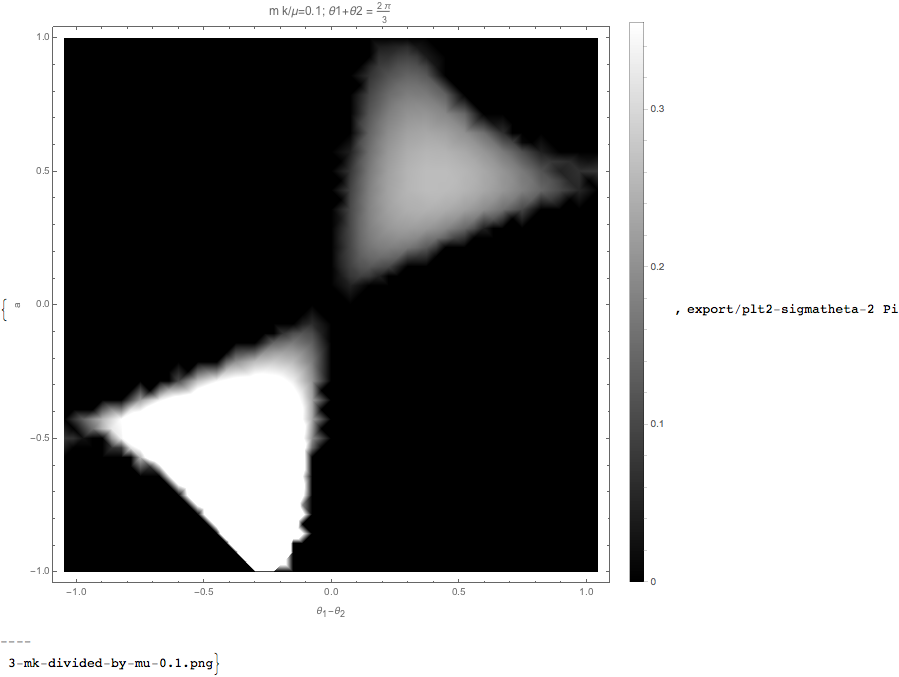 m k/μ=0.1; θ1+θ2 = 2 π / 3
1.0
0.5
0.0
-0.5
-1.0
{ a
-1.0 -0.5 0.0 0.5 1.0
θ₁-θ₂
0.3
0.2
0.1
0
, export/plt2-sigmatheta-2 Pi
----
3-mk-divided-by-mu-0.1.png}